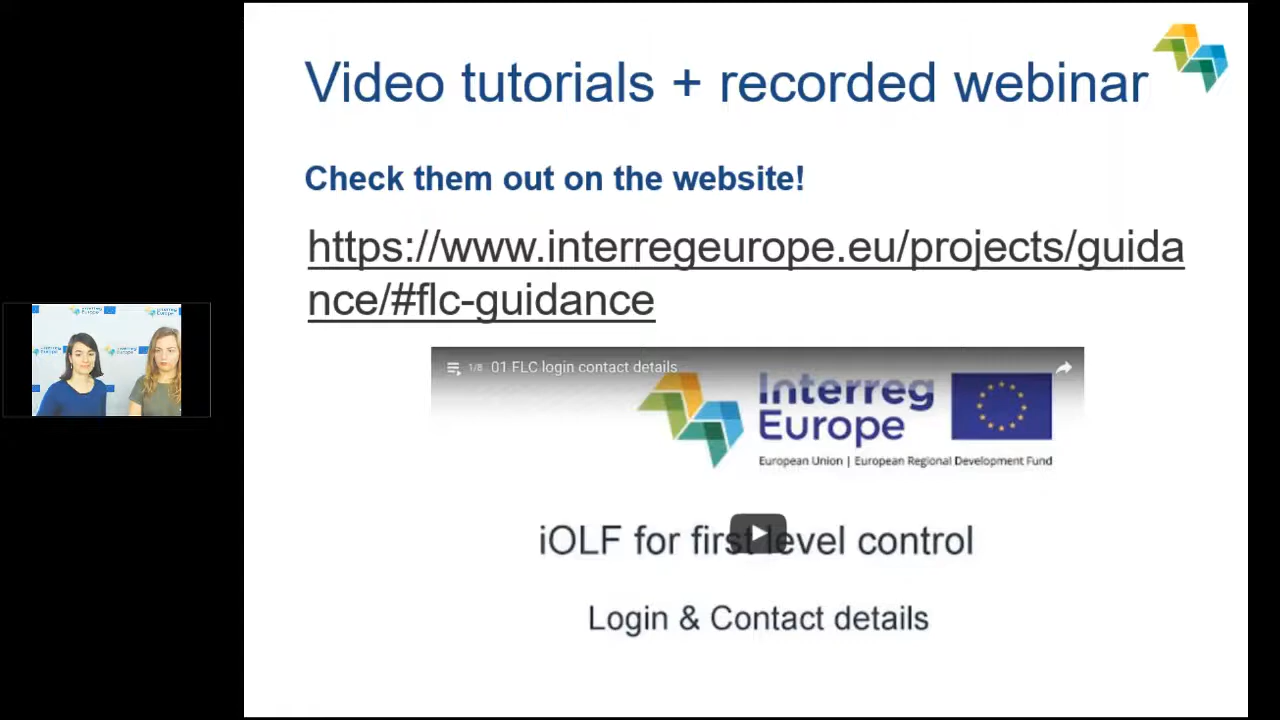 Video tutorials + recorded webinar
Check them out on the website!
https://www.interregeurope.eu/projects/guida
nce/#flc-guidance
1/8 01 FLC login contact details
Interreg
Europe
European Union | European Regional Development Fund
iOLF for first level control
Login & Contact details